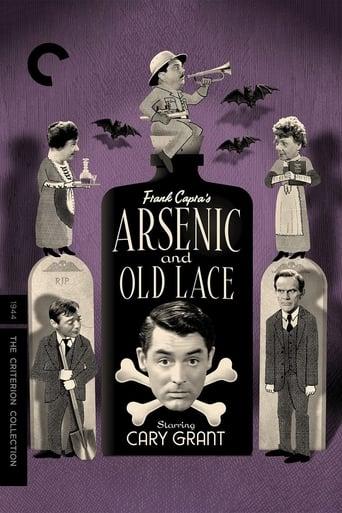 Frank Capra's
ARSENIC
and
OLD LACE
RIP
Starring
CARY GRANT
1944
THE CRITERION COLLECTION